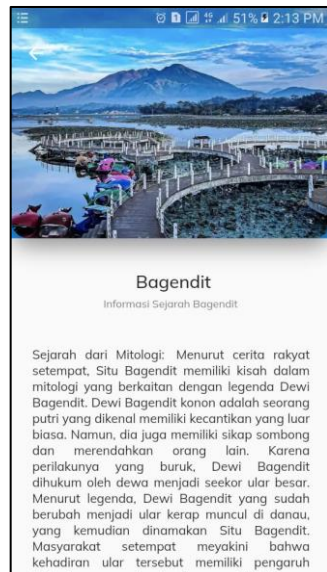 51% 2:13 PM
Bagendit
Informasi Sejarah Bagendit
Sejarah dari Mitologi: Menurut cerita rakyat
setempat, Situ Bagendit memiliki kisah dalam
mitologi yang berkaitan dengan legenda Dewi
Bagendit. Dewi Bagendit konon adalah seorang
putri yang dikenal memiliki kecantikan yang luar
biasa. Namun, dia juga memiliki sikap sombong
dan merendahkan orang lain. Karena
perilakunya yang buruk, Dewi Bagendit
dihukum oleh dewa menjadi seekor ular besar.
Menurut legenda, Dewi Bagendit yang sudah
berubah menjadi ular kerap muncul di danau,
yang kemudian dinamakan Situ Bagendit.
Masyarakat setempat meyakini bahwa
kehadiran ular tersebut memiliki pengaruh